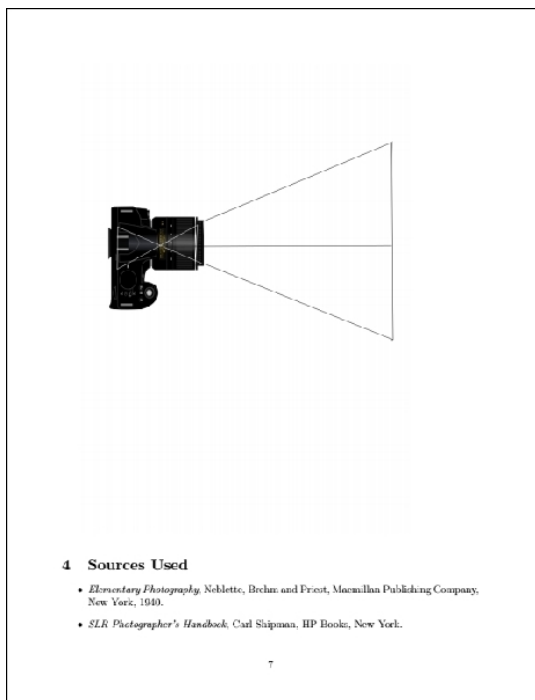 4 Sources Used
• Elementary Photography, Neblette, Brehm and Priest, Macmillan Publishing Company,
New York, 1940.
• SLR Photographer's Handbook, Carl Shipman, HP Books, New York.
7